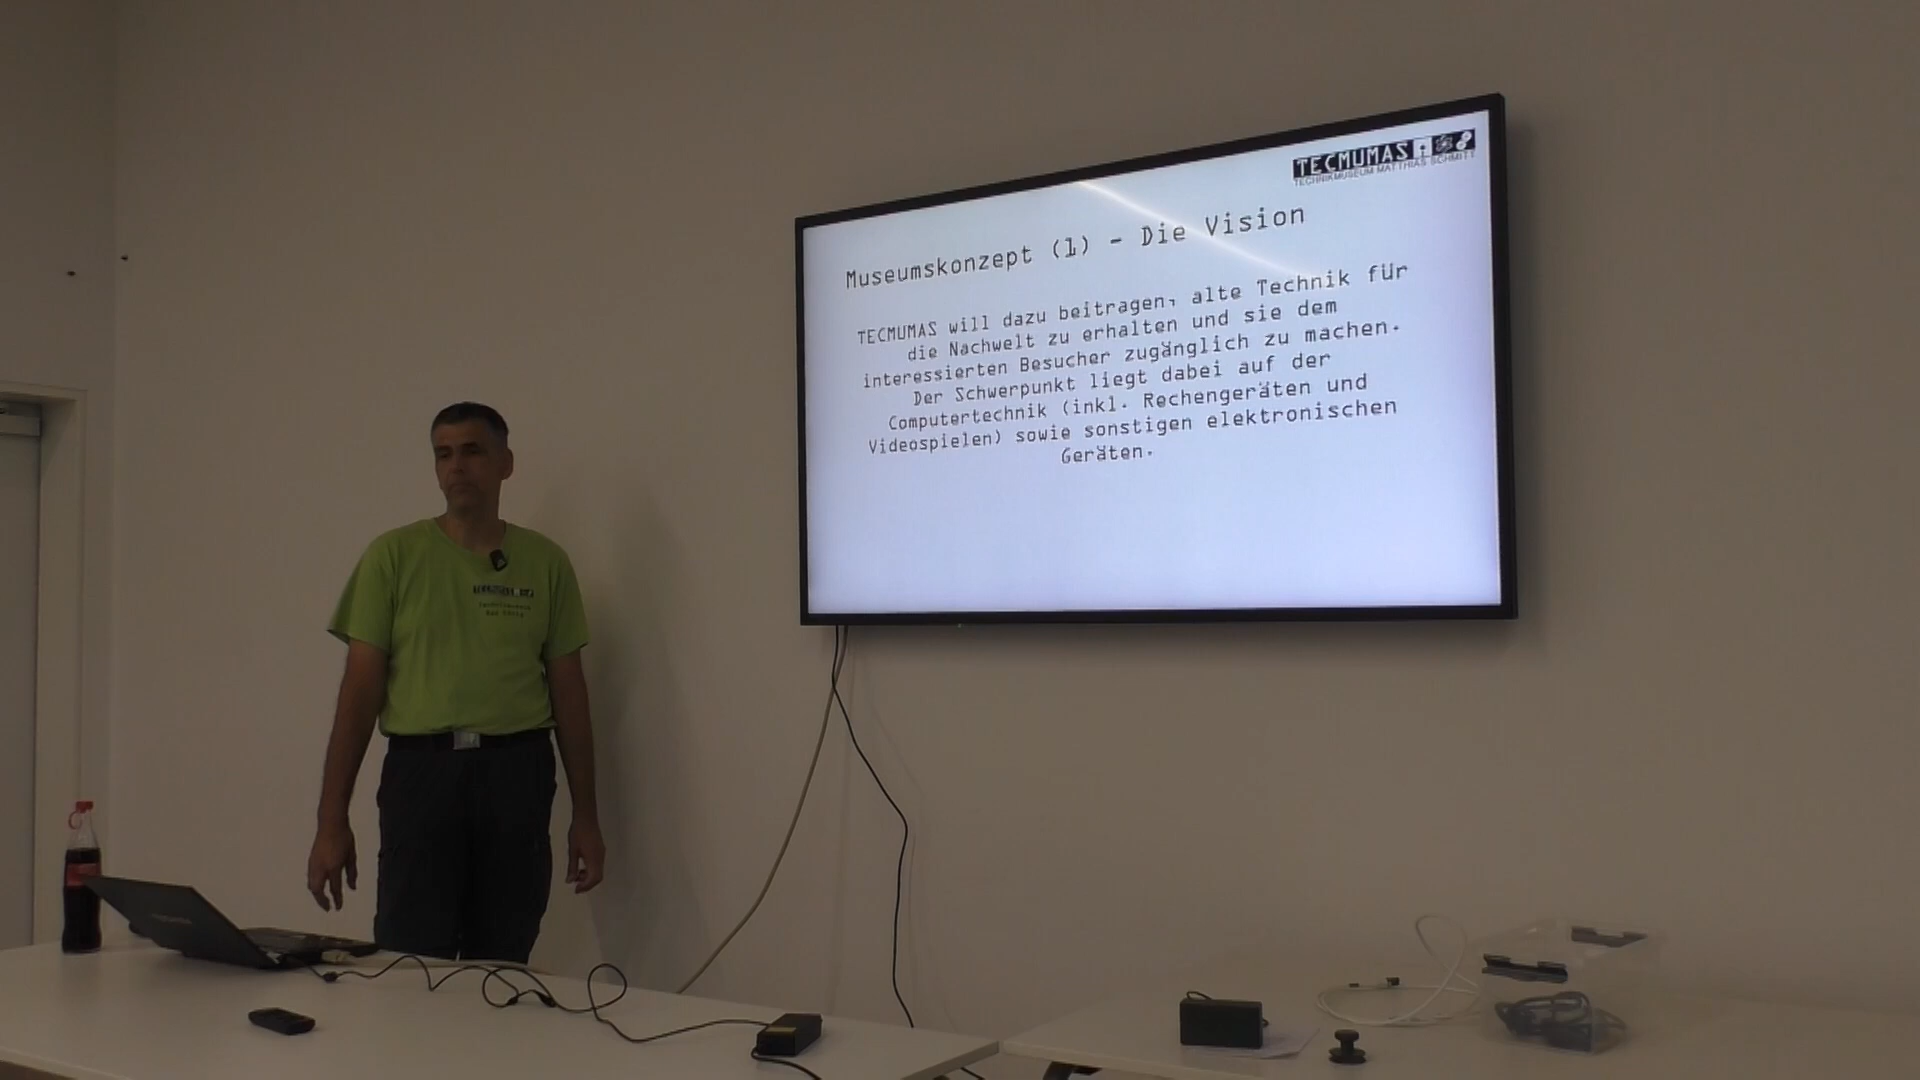 TECMUMAS
TECHNIKMUSEUM MATTHIAS SCHMITT
Museumskonzept (1) - Die Vision
TECMUMAS will dazu beitragen, alte Technik für
die Nachwelt zu erhalten und sie dem
interessierten Besucher zugänglich zu machen.
Der Schwerpunkt liegt dabei auf der
Computertechnik (inkl. Rechengeräten und
Videospielen) sowie sonstigen elektronischen
Geräten.
TECMUMAS